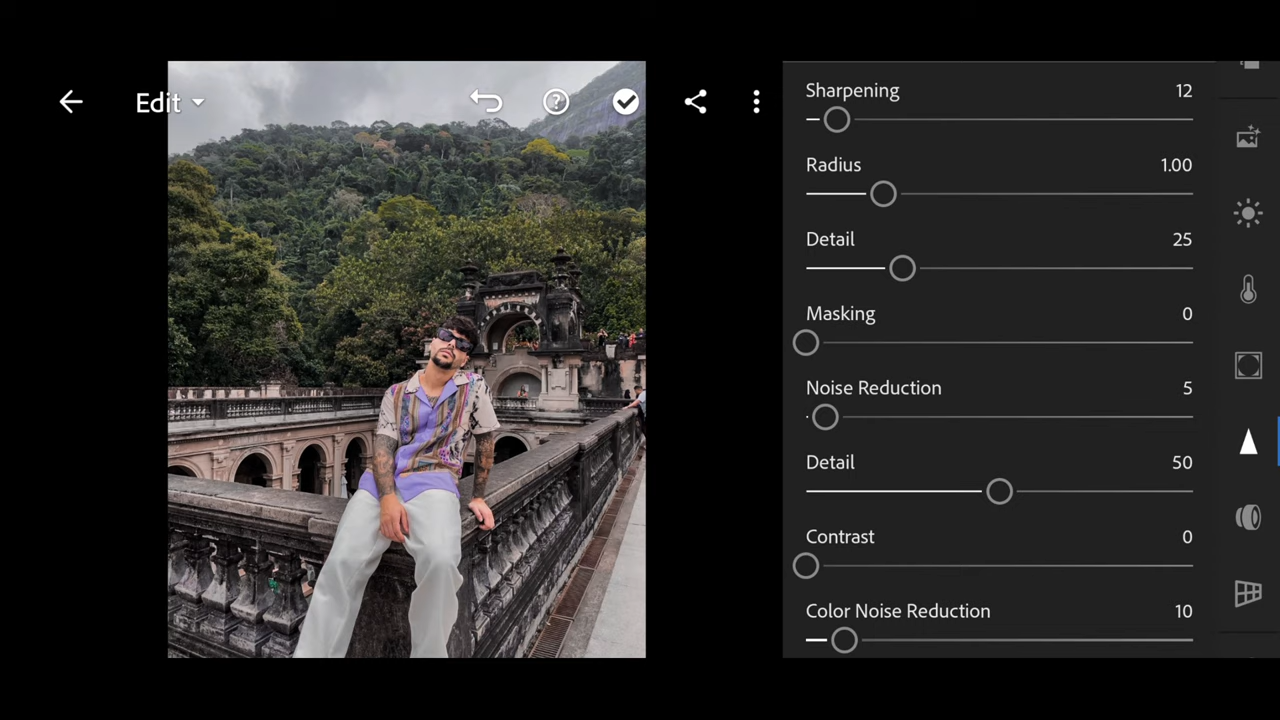 Edit
Sharpening 12
Radius 1.00
Detail 25
Masking 0
Noise Reduction 5
Detail 50
Contrast 0
Color Noise Reduction 10